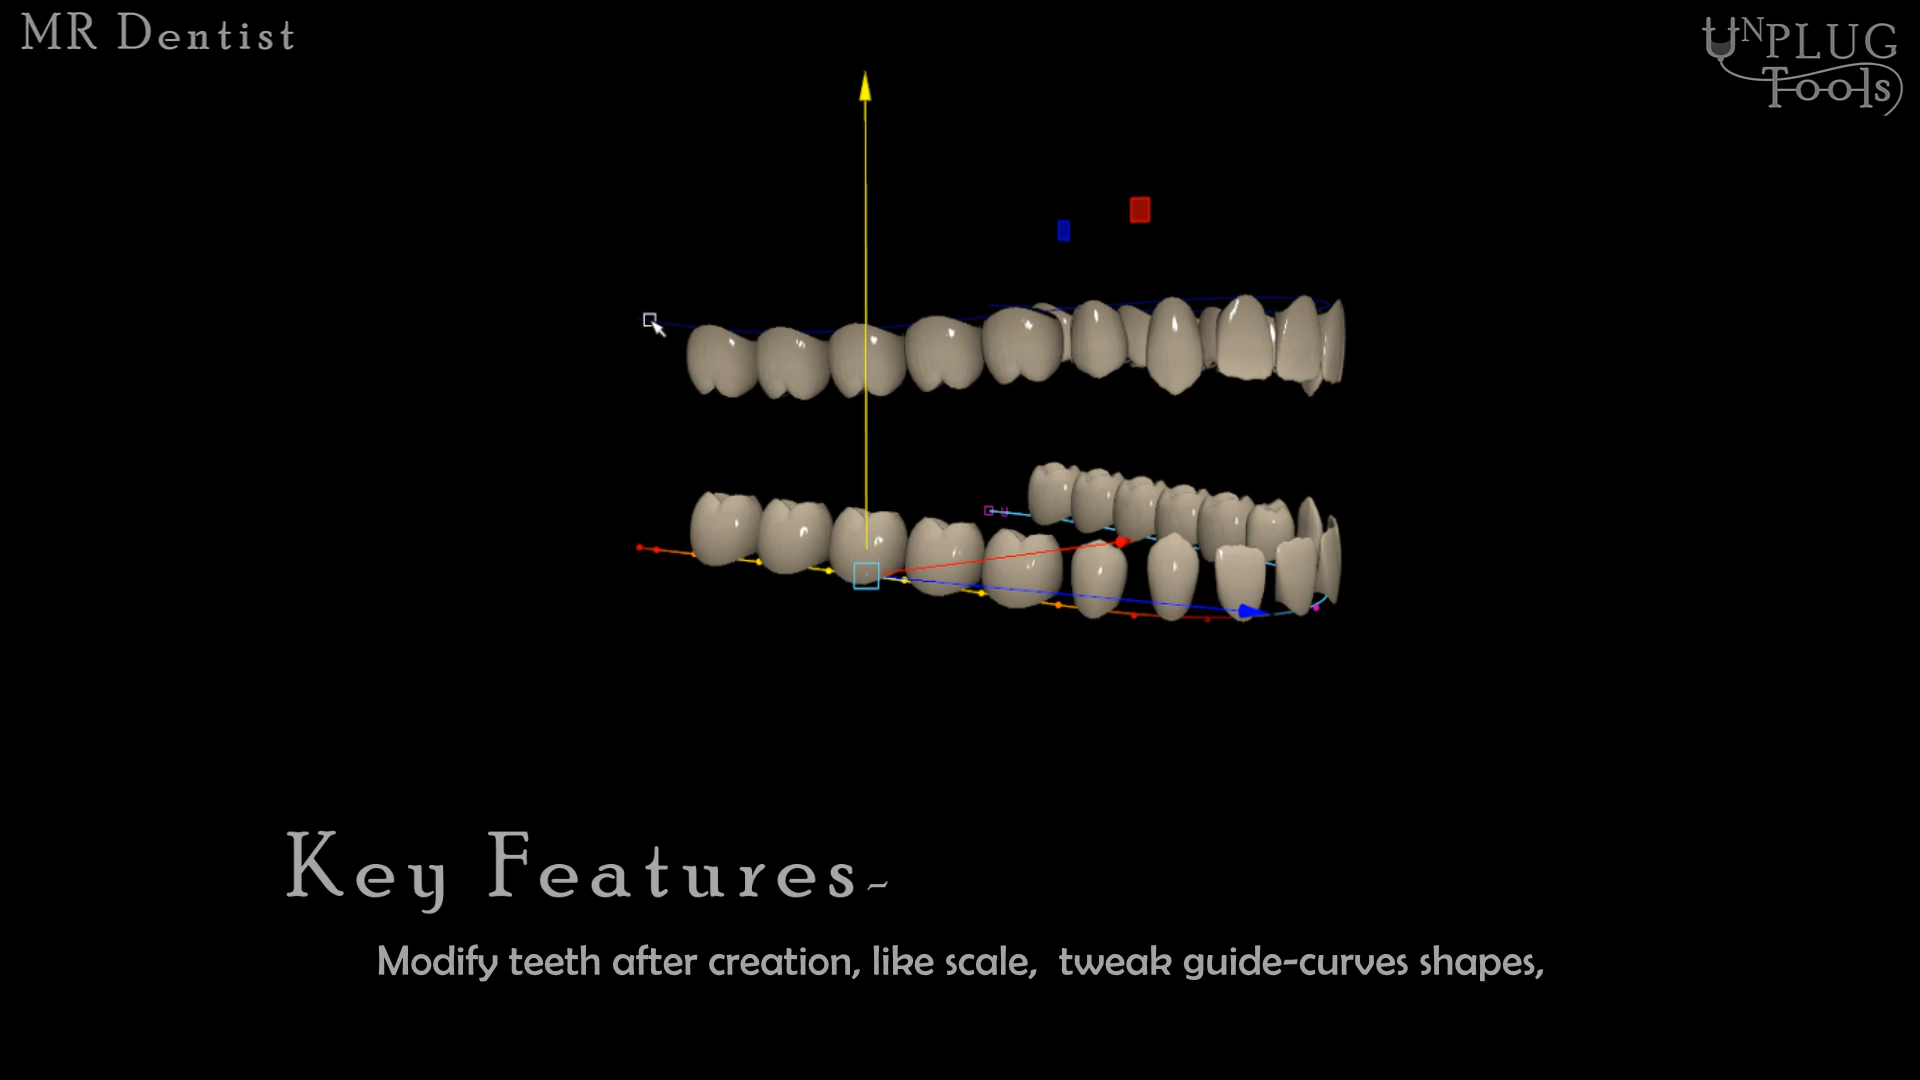 MR Dentist
UNPLUG
Tools
U
Key Features-
Modify teeth after creation, like scale,  tweak guide-curves shapes,